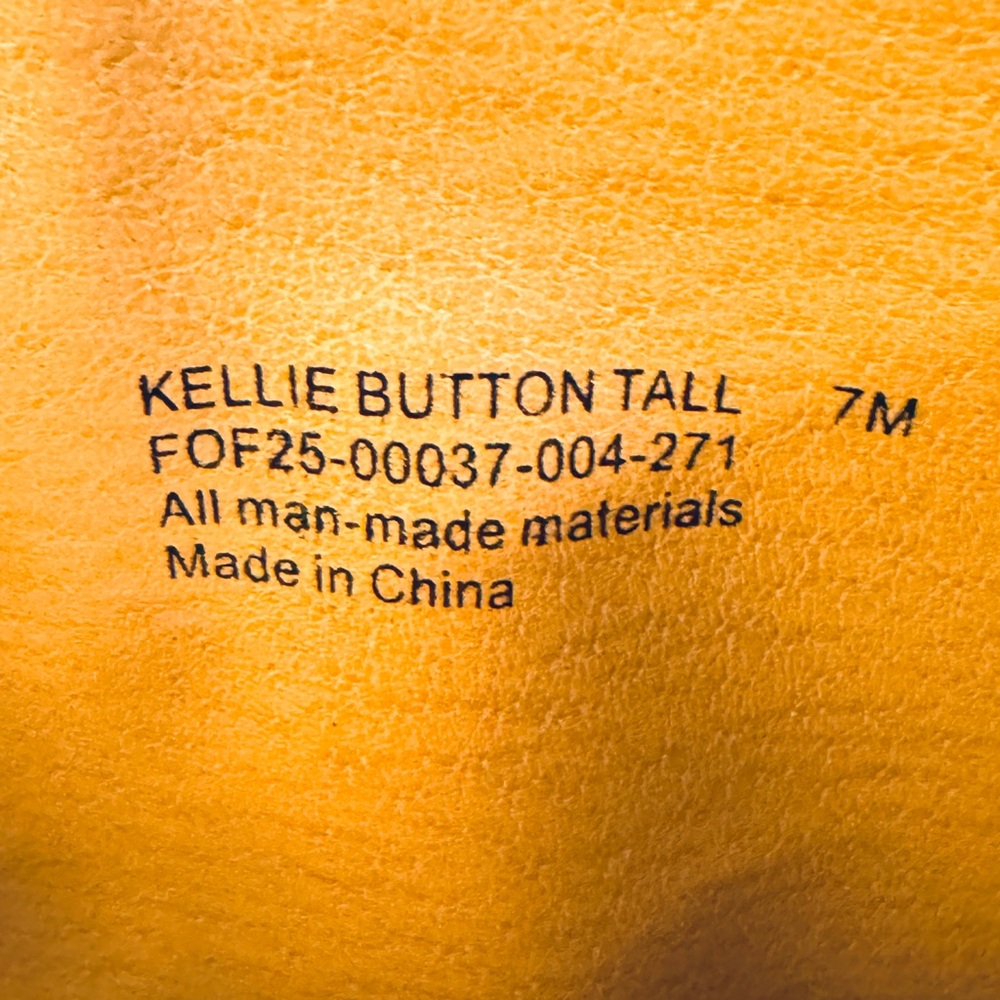 KELLIE BUTTON TALL 7M
FOF25-00037-004-271
All man-made materials
Made in China